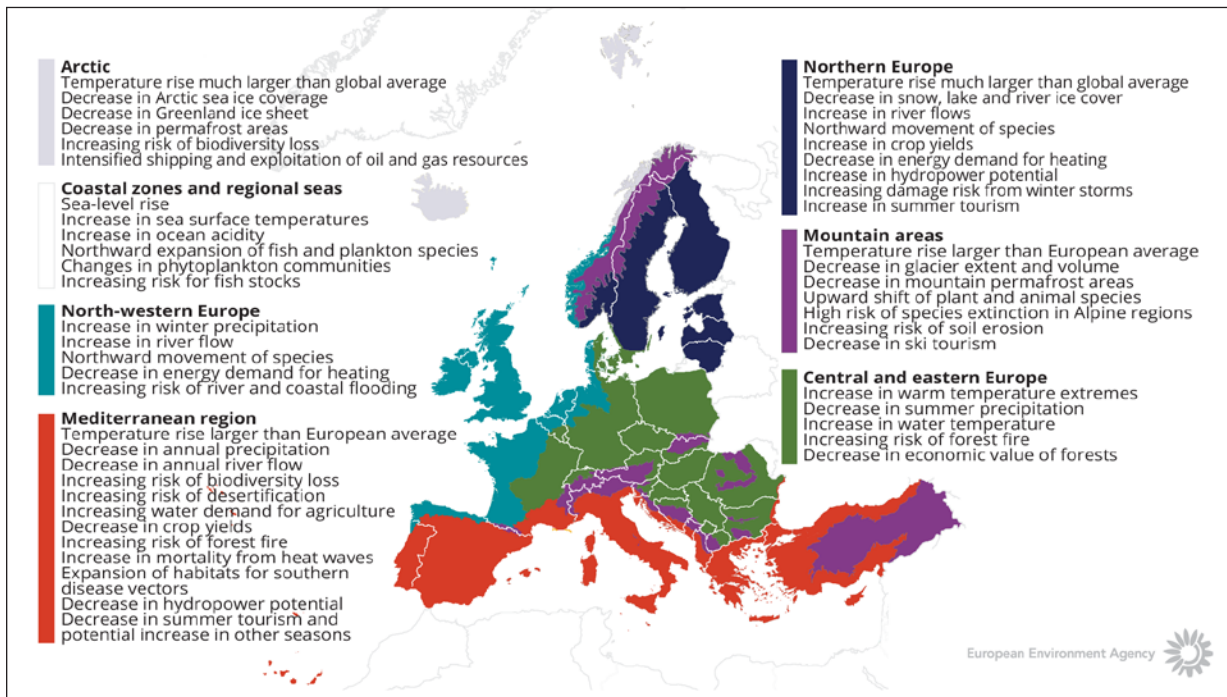 Arctic
Temperature rise much larger than global average
Decrease in Arctic sea ice coverage
Decrease in Greenland ice sheet
Decrease in permafrost areas
Increasing risk of biodiversity loss
Intensified shipping and exploitation of oil and gas resources
Coastal zones and regional seas
Sea-level rise
Increase in sea surface temperatures
Increase in ocean acidity
Northward expansion of fish and plankton species
Changes in phytoplankton communities
Increasing risk for fish stocks
North-western Europe
Increase in winter precipitation
Increase in river flow
Northward movement of species
Decrease in energy demand for heating
Increasing risk of river and coastal flooding
Mediterranean region
Temperature rise larger than European average
Decrease in annual precipitation
Decrease in annual river flow
Increasing risk of biodiversity loss
Increasing risk of desertification
Increasing water demand for agriculture
Decrease in crop yields
Increasing risk of forest fire
Increase in mortality from heat waves
Expansion of habitats for southern
disease vectors
Decrease in hydropower potential
Decrease in summer tourism and
potential increase in other seasons
Northern Europe
Temperature rise much larger than global average
Decrease in snow, lake and river ice cover
Increase in river flows
Northward movement of species
Increase in crop yields
Decrease in energy demand for heating
Increase in hydropower potential
Increasing damage risk from winter storms
Increase in summer tourism
Mountain areas
Temperature rise larger than European average
Decrease in glacier extent and volume
Decrease in mountain permafrost areas
Upward shift of plant and animal species
High risk of species extinction in Alpine regions
Increasing risk of soil erosion
Decrease in ski tourism
Central and eastern Europe
Increase in warm temperature extremes
Decrease in summer precipitation
Increase in water temperature
Increasing risk of forest fire
Decrease in economic value of forests
European Environment Agency